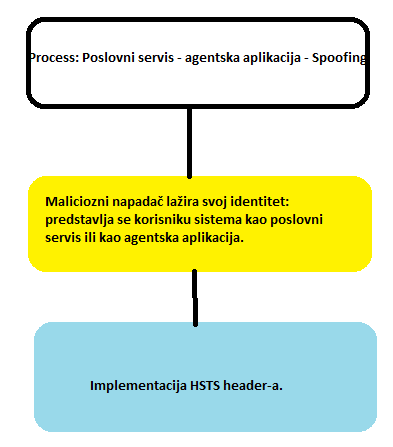 Process: Poslovni servis - agentska aplikacija - Spoofing
Maliciozni napadač lažira svoj identitet:
predstavlja se korisniku sistema kao poslovni
servis ili kao agentska aplikacija.
Implementacija HSTS header-a.